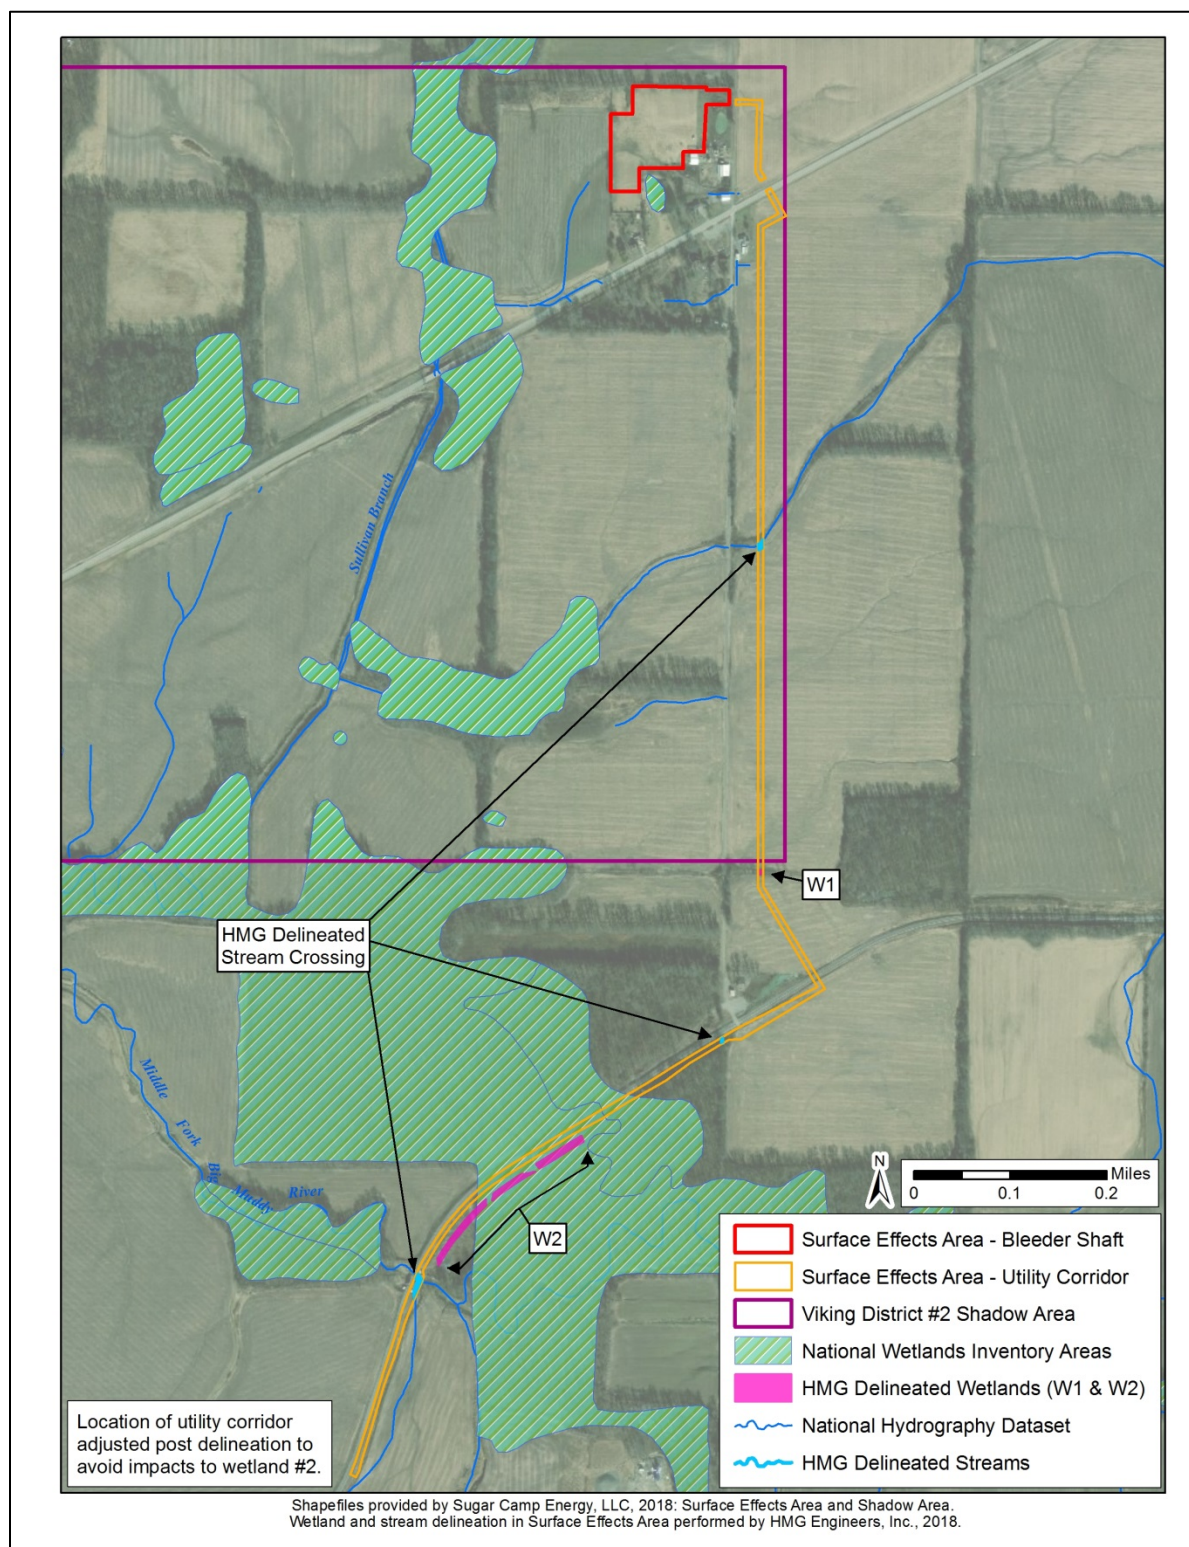 Sullivan Branch
W1
HMG Delineated
Stream Crossing
Middle Fork Big Muddy River
W2
N
Miles
0 0.1 0.2
Surface Effects Area - Bleeder Shaft
Surface Effects Area - Utility Corridor
Viking District #2 Shadow Area
National Wetlands Inventory Areas
HMG Delineated Wetlands (W1 & W2)
National Hydrography Dataset
HMG Delineated Streams
Location of utility corridor
adjusted post delineation to
avoid impacts to wetland #2.
Shapefiles provided by Sugar Camp Energy, LLC, 2018: Surface Effects Area and Shadow Area.
Wetland and stream delineation in Surface Effects Area performed by HMG Engineers, Inc., 2018.